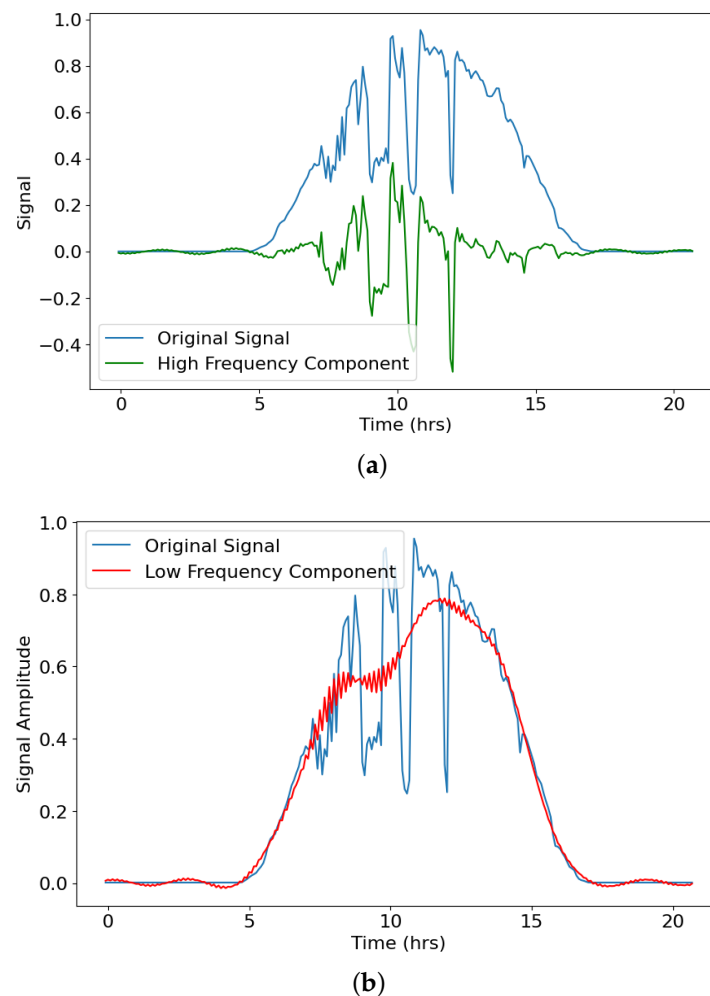 1.0
0.8
0.6
0.4
0.2
0.0
−0.2
−0.4
Signal
Original Signal
High Frequency Component
0 5 10 15 20
Time (hrs)
(a)
1.0
0.8
0.6
0.4
0.2
0.0
Signal Amplitude
Original Signal
Low Frequency Component
0 5 10 15 20
Time (hrs)
(b)